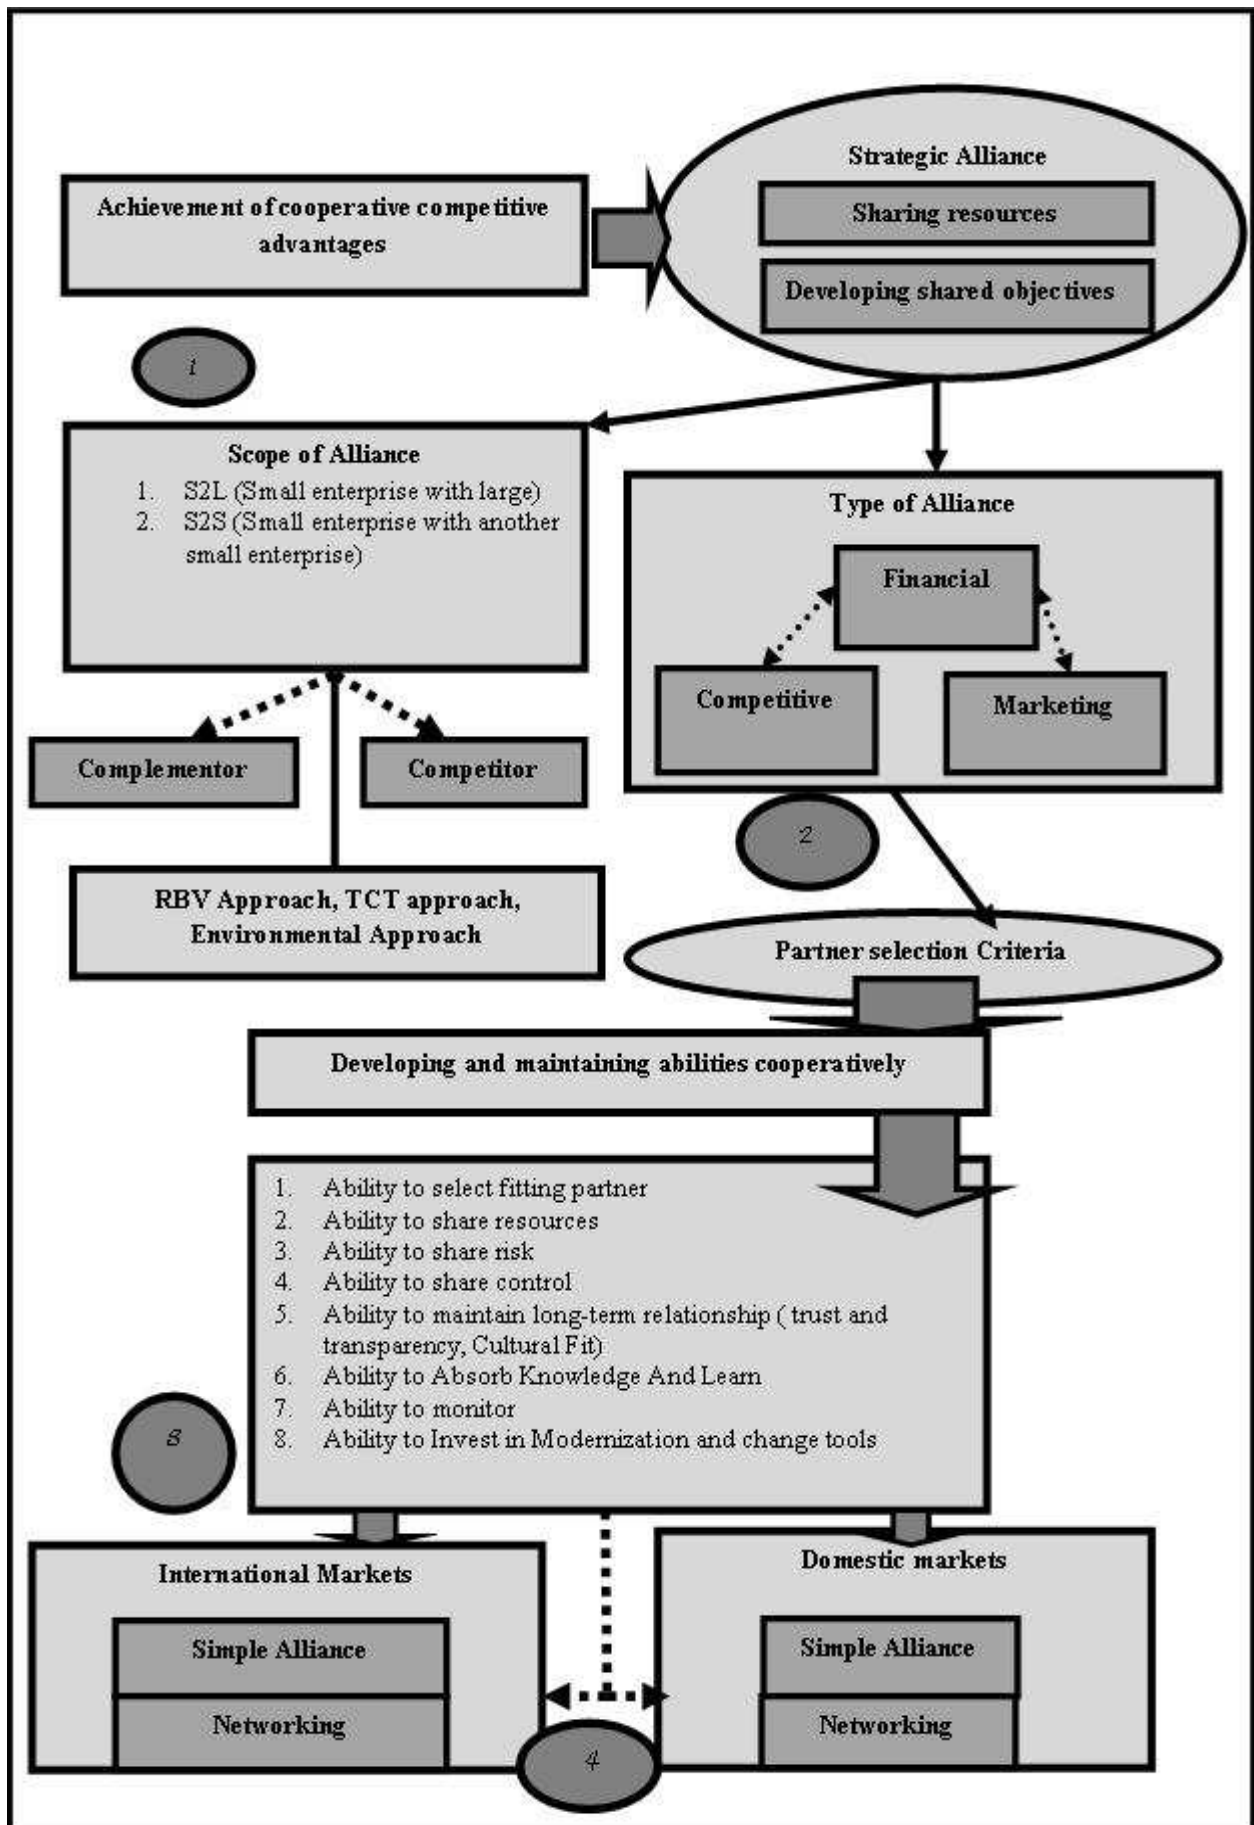 Strategic Alliance
Sharing resources
Developing shared objectives
Achievement of cooperative competitive
advantages
1
Scope of Alliance
1. S2L (Small enterprise with large)
2. S2S (Small enterprise with another
small enterprise)
Type of Alliance
Financial
Competitive
Marketing
Complementor
Competitor
2
RBV Approach, TCT approach,
Environmental Approach
Partner selection Criteria
Developing and maintaining abilities cooperatively
1. Ability to select fitting partner
2. Ability to share resources
3. Ability to share risk
4. Ability to share control
5. Ability to maintain long-term relationship ( trust and
transparency, Cultural Fit)
6. Ability to Absorb Knowledge And Learn
7. Ability to monitor
8. Ability to Invest in Modernization and change tools
3
International Markets
Simple Alliance
Networking
Domestic markets
Simple Alliance
Networking
4